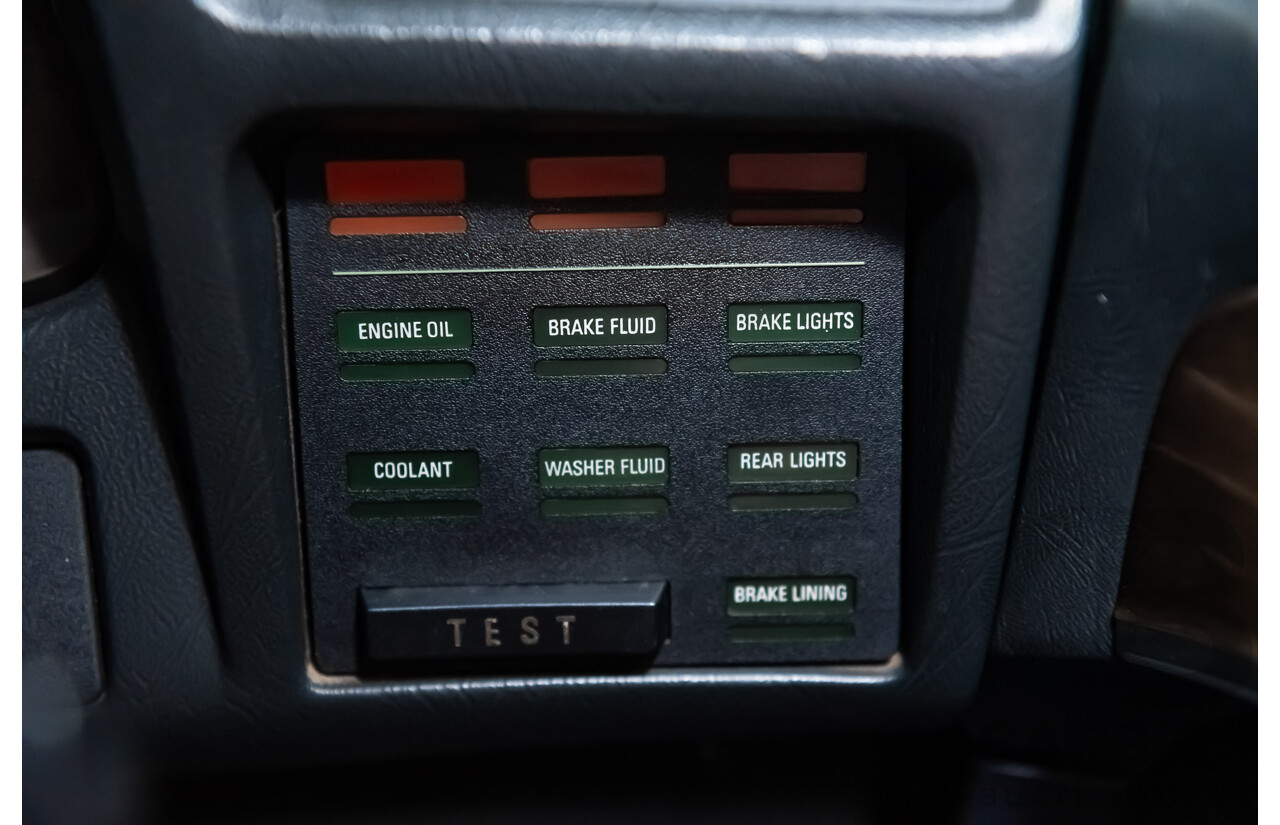 ENGINE OIL
BRAKE FLUID
BRAKE LIGHTS
COOLANT
WASHER FLUID
REAR LIGHTS
TEST
BRAKE LINING